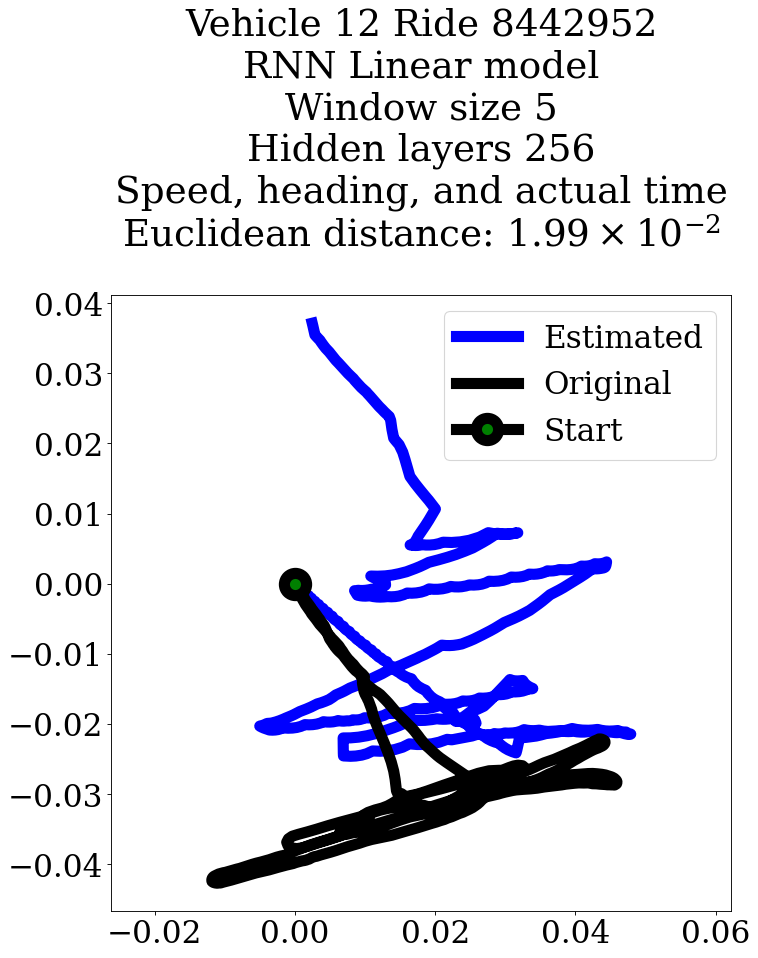 Vehicle 12 Ride 8442952
RNN Linear model
Window size 5
Hidden layers 256
Speed, heading, and actual time
Euclidean distance: 1.99 × 10⁻²
Estimated
Original
Start
0.04
0.03
0.02
0.01
0.00
−0.01
−0.02
−0.03
−0.04
−0.02 0.00 0.02 0.04 0.06